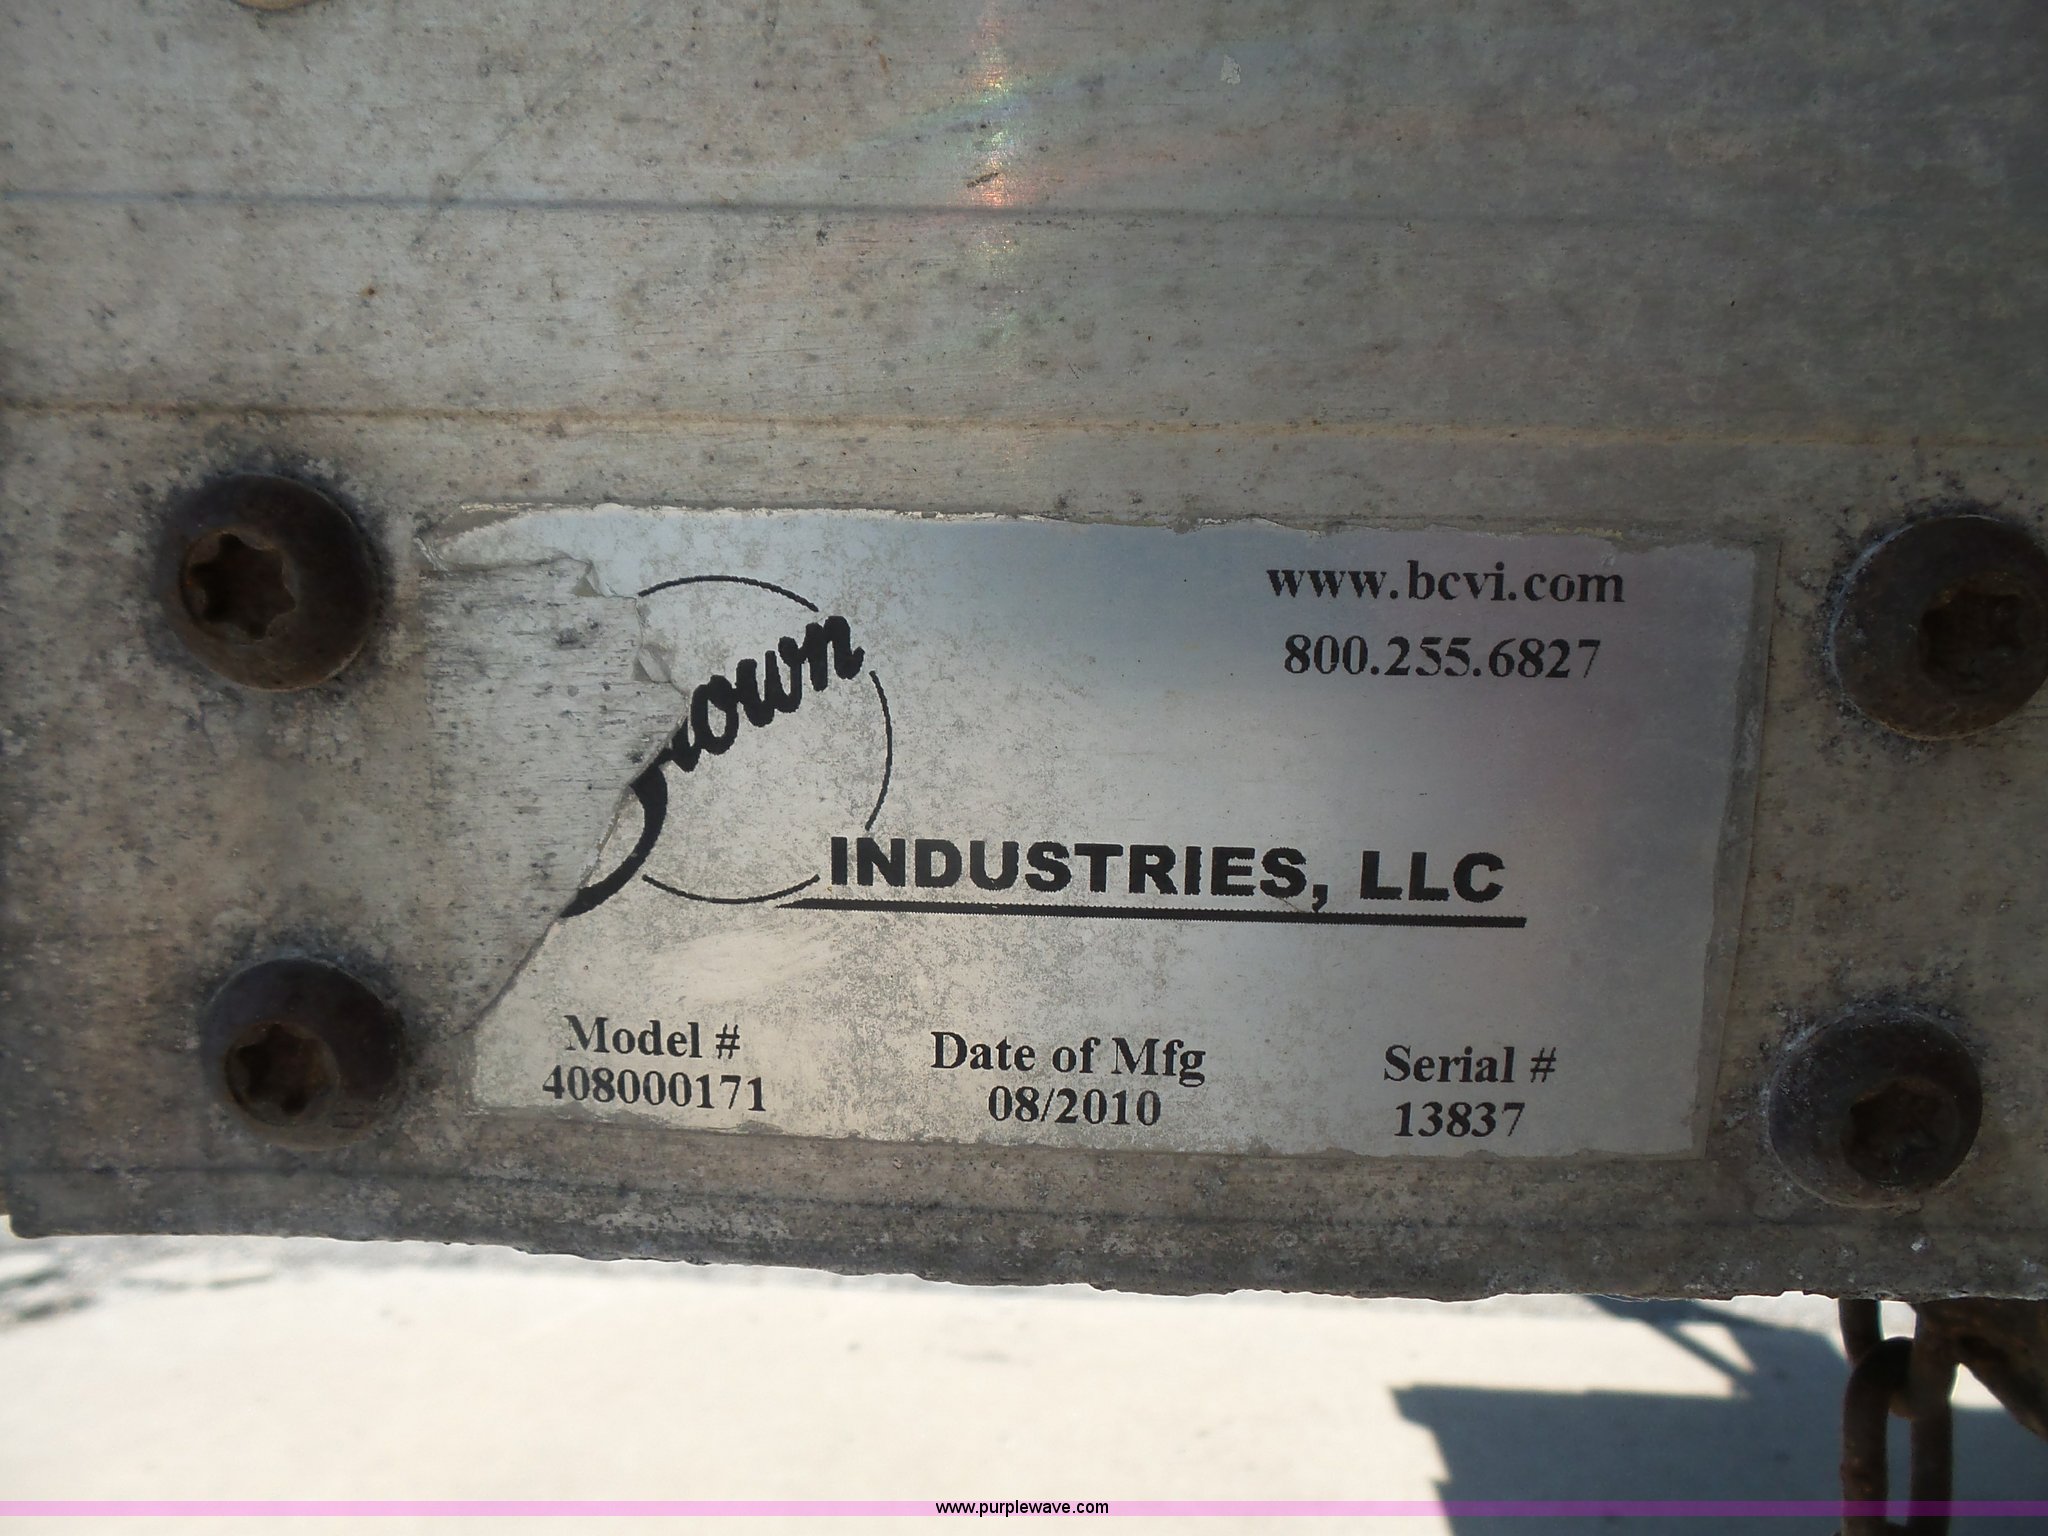 www.bcvi.com
800.255.6827
Brown
INDUSTRIES, LLC
Model #
408000171
Date of Mfg
08/2010
Serial #
13837
www.purplewave.com